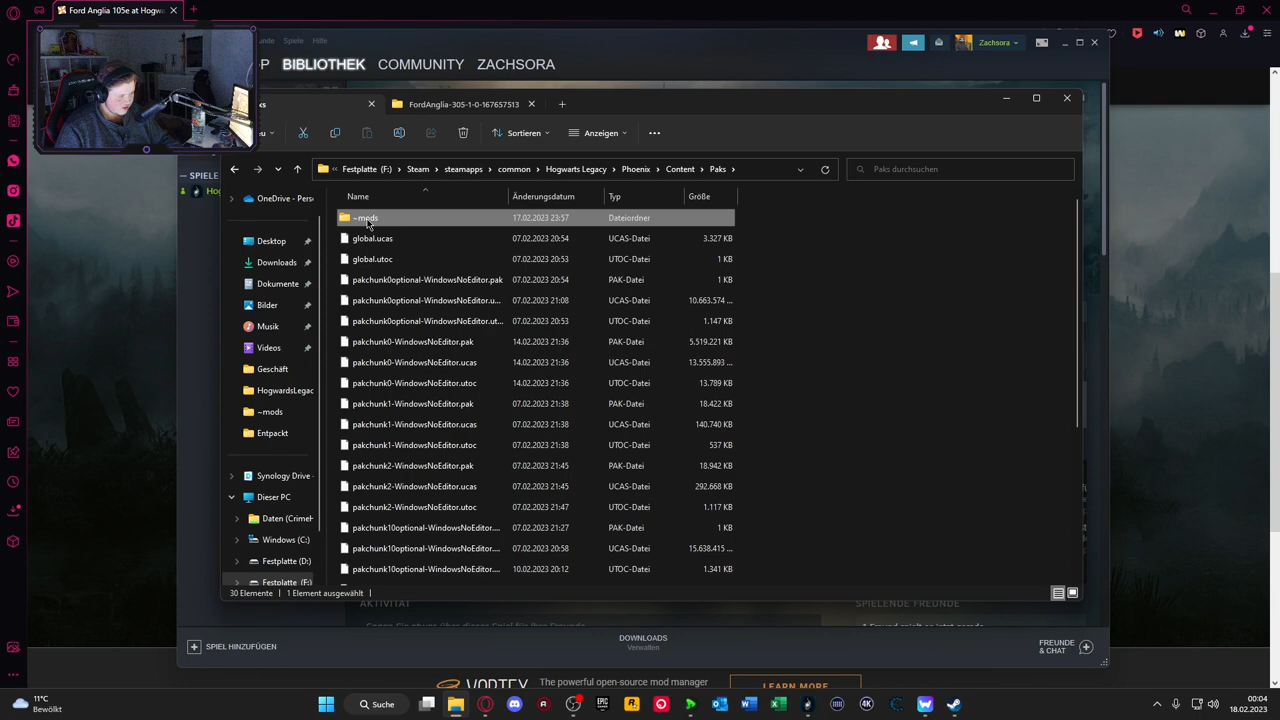 Ford Anglia 105e at Hogw
Spiele Hilfe
Zachsora
BIBLIOTHEK COMMUNITY ZACHSORA
FordAnglia-305-1-0-167657513
Sortieren Anzeigen
Festplatte (F:) Steam steamapps common Hogwarts Legacy Phoenix Content Paks
Paks durchsuchen
SPIELE
Hog
OneDrive - Pers
Desktop
Downloads
Dokumente
Bilder
Musik
Videos
Geschäft
HogwardsLegac
~mods
Entpackt
Synology Drive -
Dieser PC
Daten (CrimeH
Windows (C:)
Festplatte (D:)
Festplatte (F:)
Name Änderungsdatum Typ Größe
~mods 17.02.2023 23:57 Dateiordner
global.ucas 07.02.2023 20:54 UCAS-Datei 3.327 KB
global.utoc 07.02.2023 20:53 UTOC-Datei 1 KB
pakchunk0optional-WindowsNoEditor.pak 07.02.2023 20:54 PAK-Datei 1 KB
pakchunk0optional-WindowsNoEditor.u... 07.02.2023 21:08 UCAS-Datei 10.663.574 ...
pakchunk0optional-WindowsNoEditor.ut... 07.02.2023 20:53 UTOC-Datei 1.147 KB
pakchunk0-WindowsNoEditor.pak 14.02.2023 21:36 PAK-Datei 5.519.221 KB
pakchunk0-WindowsNoEditor.ucas 14.02.2023 21:36 UCAS-Datei 13.555.893 ...
pakchunk0-WindowsNoEditor.utoc 14.02.2023 21:36 UTOC-Datei 13.789 KB
pakchunk1-WindowsNoEditor.pak 07.02.2023 21:38 PAK-Datei 18.422 KB
pakchunk1-WindowsNoEditor.ucas 07.02.2023 21:38 UCAS-Datei 140.740 KB
pakchunk1-WindowsNoEditor.utoc 07.02.2023 21:38 UTOC-Datei 537 KB
pakchunk2-WindowsNoEditor.pak 07.02.2023 21:45 PAK-Datei 18.942 KB
pakchunk2-WindowsNoEditor.ucas 07.02.2023 21:45 UCAS-Datei 292.668 KB
pakchunk2-WindowsNoEditor.utoc 07.02.2023 21:47 UTOC-Datei 1.117 KB
pakchunk10optional-WindowsNoEditor.... 07.02.2023 21:27 PAK-Datei 1 KB
pakchunk10optional-WindowsNoEditor.... 07.02.2023 20:58 UCAS-Datei 15.638.415 ...
pakchunk10optional-WindowsNoEditor.... 10.02.2023 20:12 UTOC-Datei 1.341 KB
30 Elemente 1 Element ausgewählt
AKTIVITÄT
SPIELENDE FREUNDE
SPIEL HINZUFÜGEN
DOWNLOADS
Verwalten
FREUNDE
& CHAT
VORTEX The powerful open-source mod manager
LEARN MORE
11°C
Bewölkt
Suche
00:04
18.02.2023